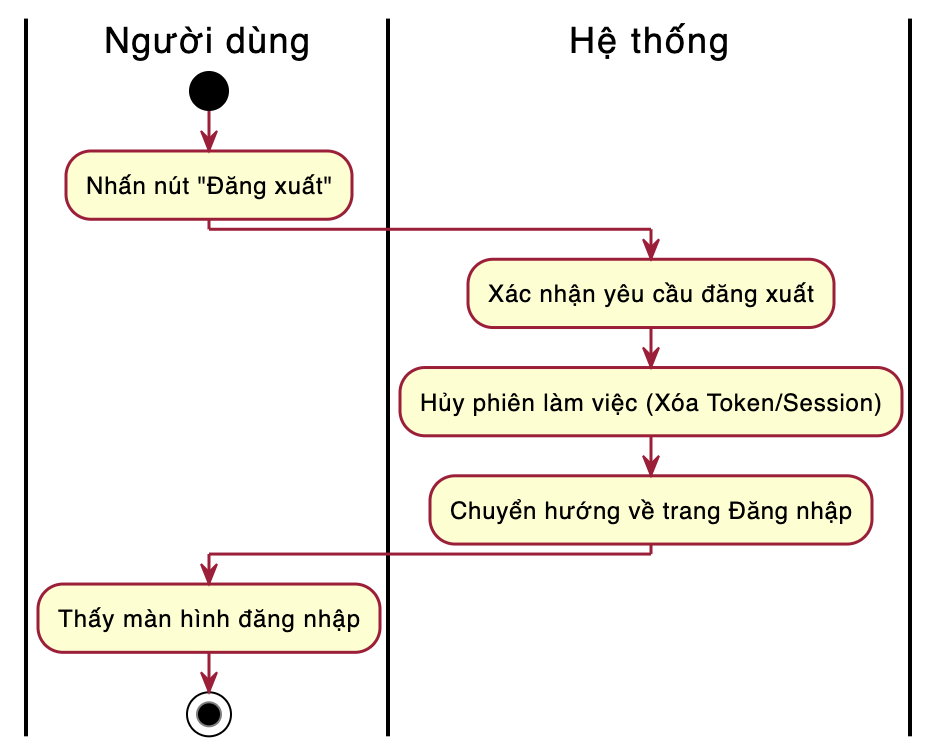 Người dùng
Hệ thống
Nhấn nút "Đăng xuất"
Xác nhận yêu cầu đăng xuất
Hủy phiên làm việc (Xóa Token/Session)
Chuyển hướng về trang Đăng nhập
Thấy màn hình đăng nhập